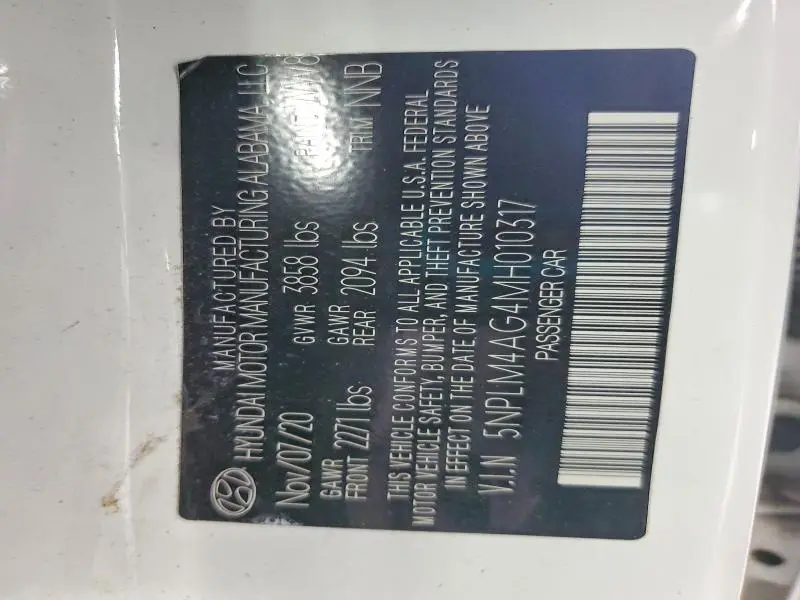 MANUFACTURED BY
HYUNDAI MOTOR MANUFACTURING ALABAMA, LLC
Nov/07/20 GVWR 3858 lbs PAINT
GAWR GAWR
FRONT 2271 lbs REAR 2094 lbs TRIM NNB
THIS VEHICLE CONFORMS TO ALL APPLICABLE U.S.A. FEDERAL
MOTOR VEHICLE SAFETY, BUMPER, AND THEFT PREVENTION STANDARDS
IN EFFECT ON THE DATE OF MANUFACTURE SHOWN ABOVE
V.I.N 5NPLM4AG4MH010317
PASSENGER CAR